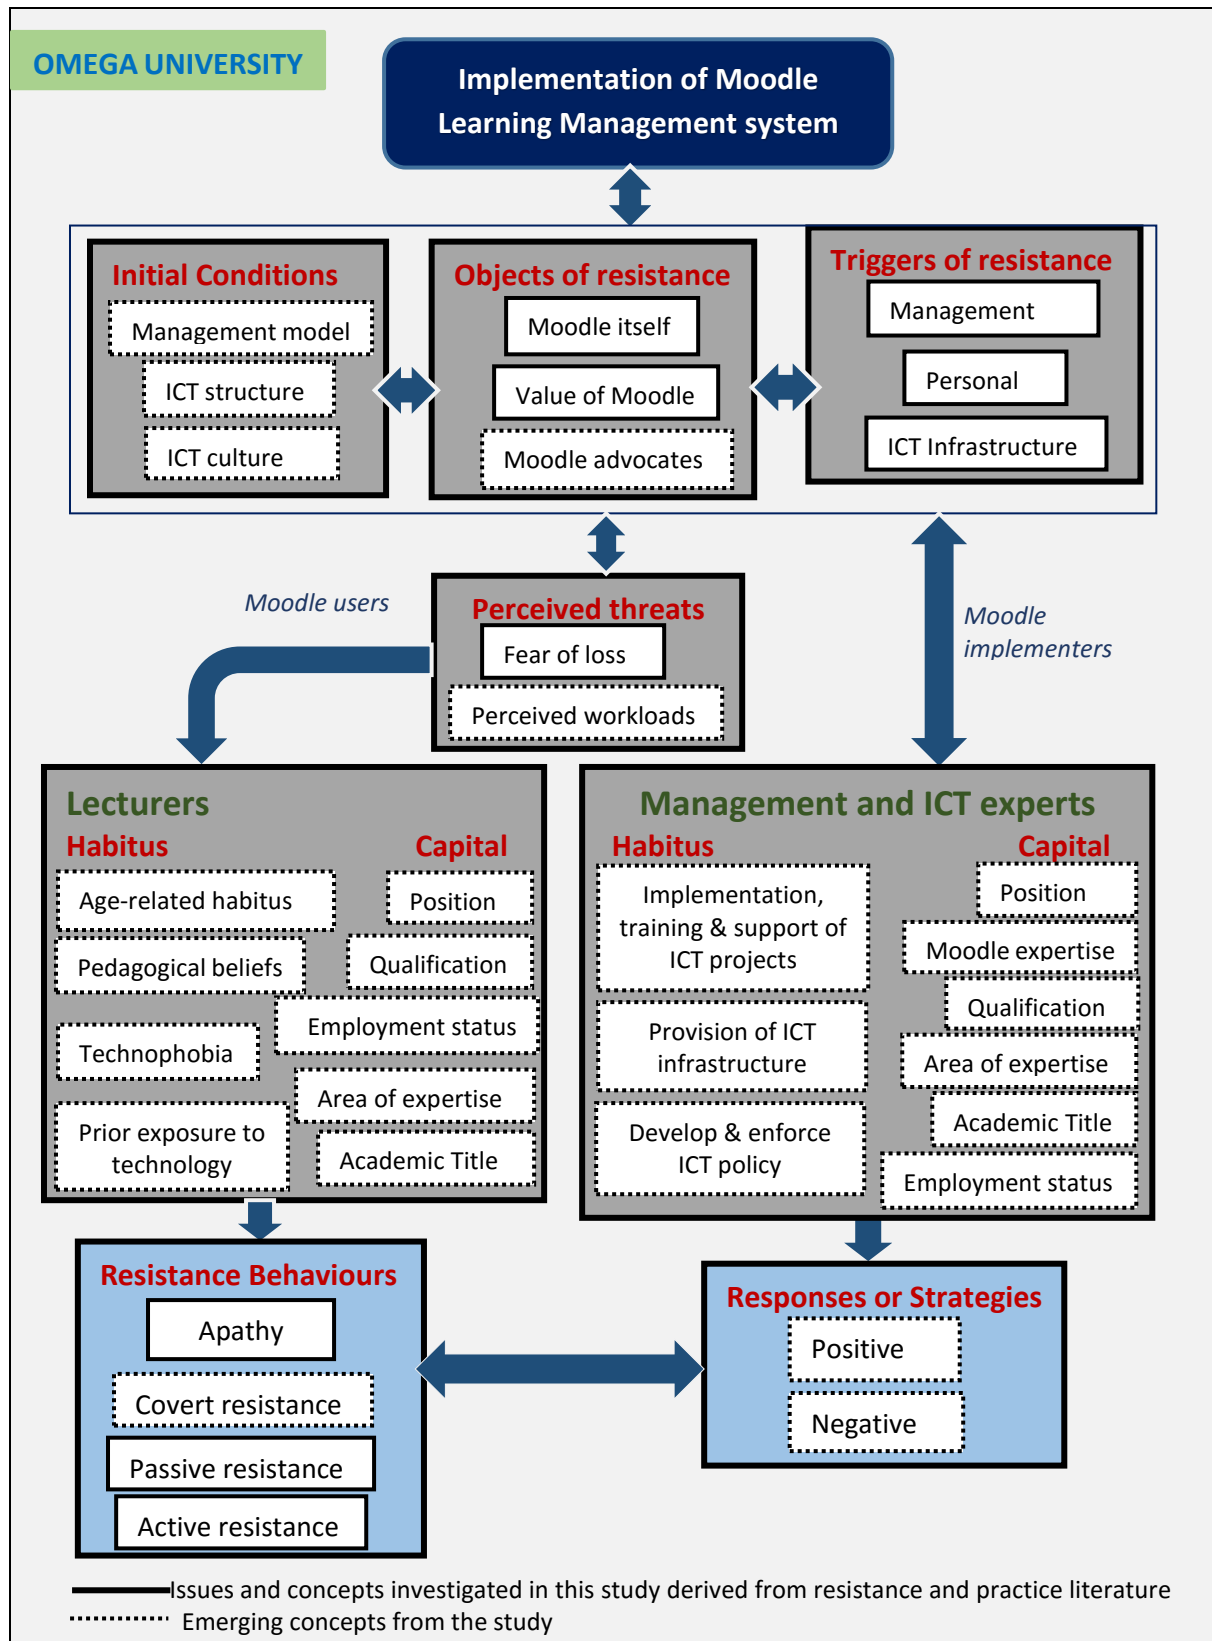 OMEGA UNIVERSITY
Implementation of Moodle
Learning Management system
Initial Conditions
Management model
ICT structure
ICT culture
Objects of resistance
Moodle itself
Value of Moodle
Moodle advocates
Triggers of resistance
Management
Personal
ICT Infrastructure
Moodle users
Perceived threats
Fear of loss
Perceived workloads
Moodle
implementers
Lecturers
Habitus
Age-related habitus
Pedagogical beliefs
Technophobia
Prior exposure to
technology
Capital
Position
Qualification
Employment status
Area of expertise
Academic Title
Management and ICT experts
Habitus
Implementation,
training & support of
ICT projects
Provision of ICT
infrastructure
Develop & enforce
ICT policy
Capital
Position
Moodle expertise
Qualification
Area of expertise
Academic Title
Employment status
Resistance Behaviours
Apathy
Covert resistance
Passive resistance
Active resistance
Responses or Strategies
Positive
Negative
Issues and concepts investigated in this study derived from resistance and practice literature
Emerging concepts from the study